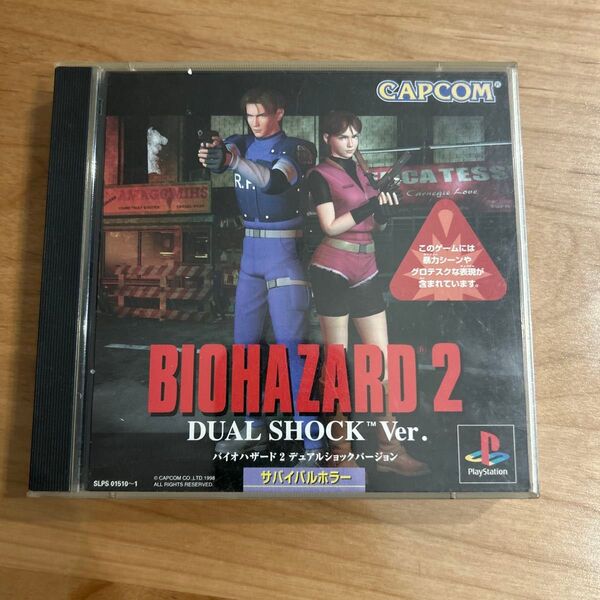 CAPCOM®
R.P.
CATESS
Carnegie Love
このゲームには
暴力シーンや
グロテスクな表現が
含まれています。
BIOHAZARD® 2
DUAL SHOCK™ Ver.
バイオハザード2 デュアルショックバージョン
サバイバルホラー
SLPS 01510〜1
© CAPCOM CO.,LTD.1998
ALL RIGHTS RESERVED.
PlayStation